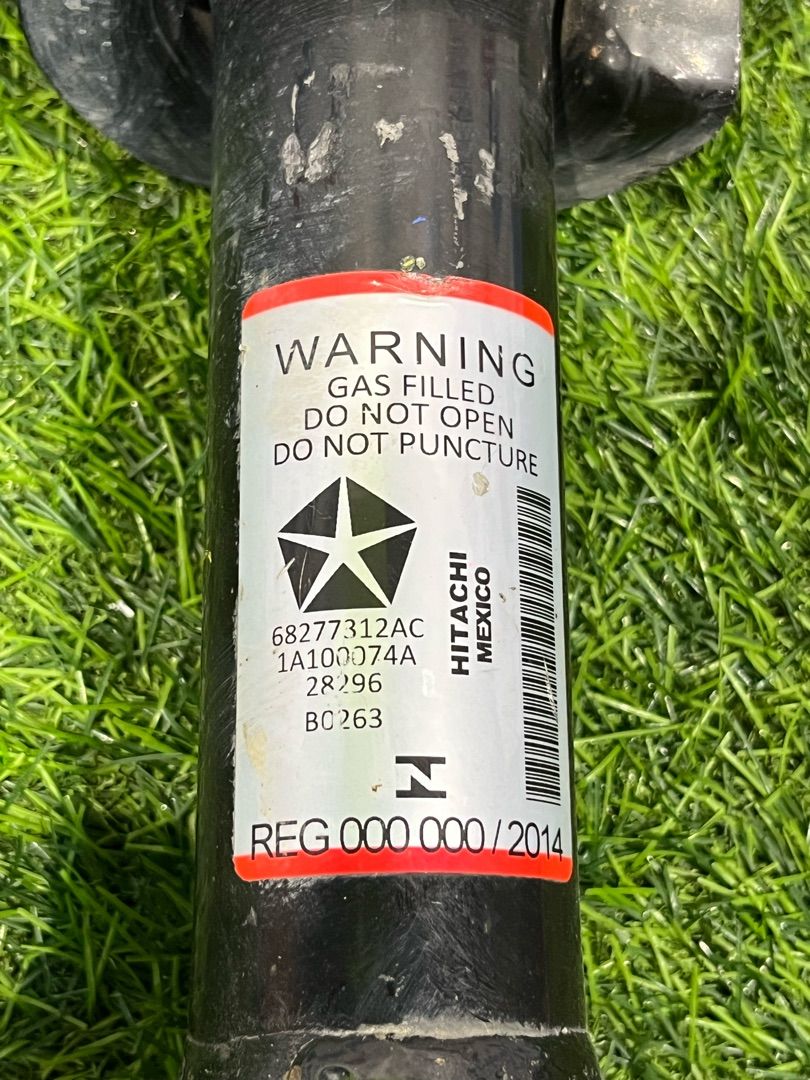 WARNING
GAS FILLED
DO NOT OPEN
DO NOT PUNCTURE
HITACHI
MEXICO
68277312AC
1A100074A
28296
B0263
N
REG 000 000 / 2014